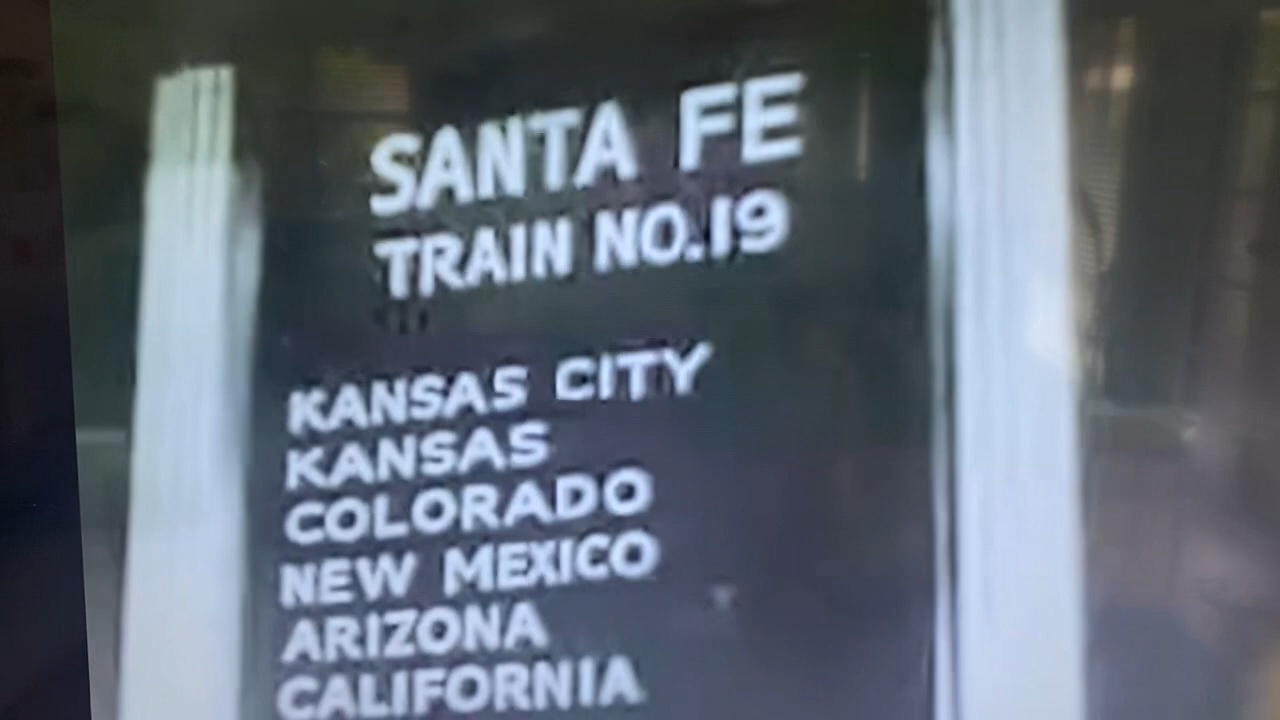 SANTA FE
TRAIN NO.19
KANSAS CITY
KANSAS
COLORADO
NEW MEXICO
ARIZONA
CALIFORNIA